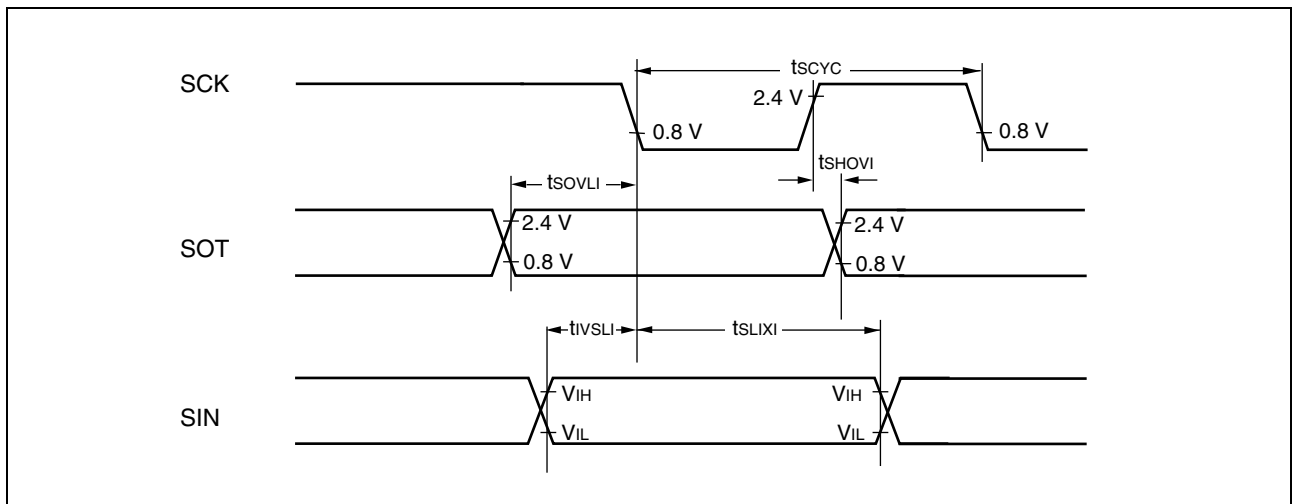 SCK
tSCYC
2.4 V
0.8 V
0.8 V
tSHOVI
tSOVLI
SOT
2.4 V
0.8 V
2.4 V
0.8 V
tIVSLI
tSLIXI
SIN
VIH
VIL
VIH
VIL